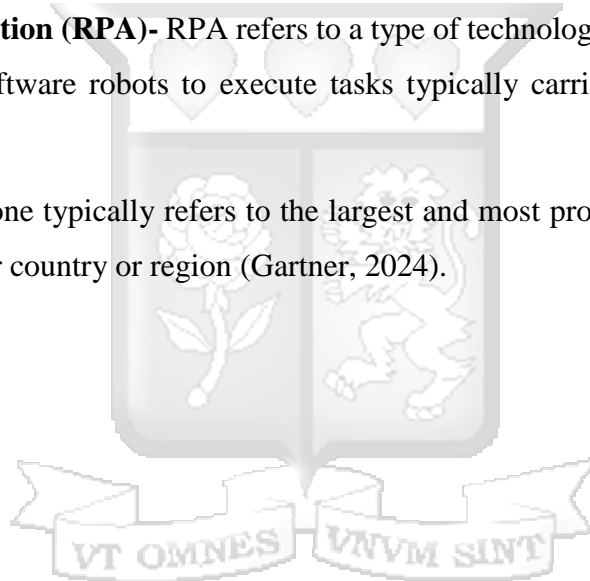 tion (RPA)- RPA refers to a type of technolog
ftware robots to execute tasks typically carri
one typically refers to the largest and most pro
r country or region (Gartner, 2024).
VT OMNES VNVM SINT